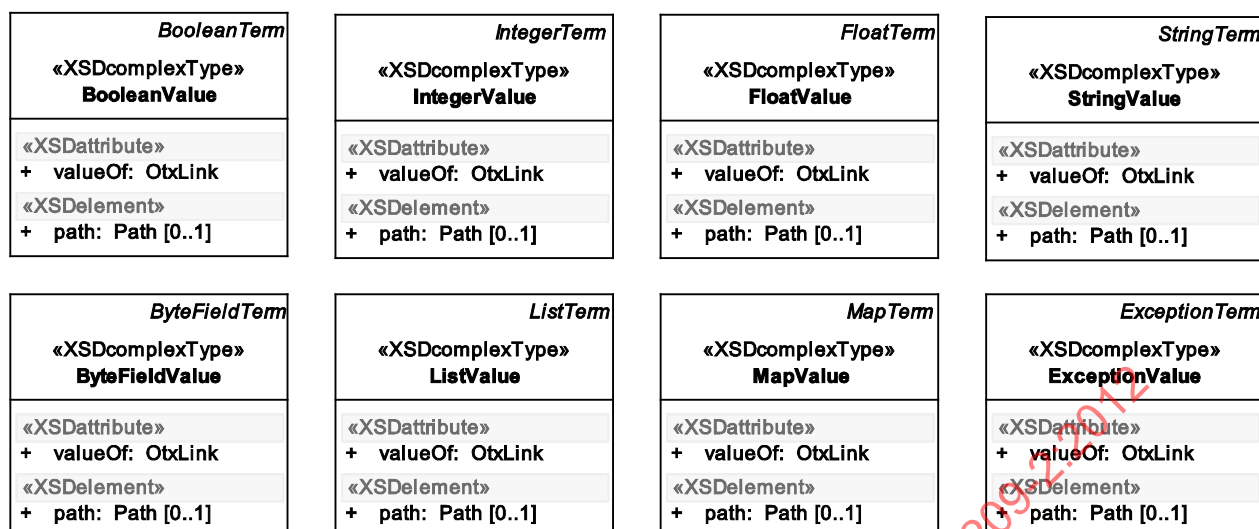 BooleanTerm
«XSDcomplexType»
BooleanValue
«XSDattribute»
+ valueOf: OtxLink
«XSDelement»
+ path: Path [0..1]
IntegerTerm
«XSDcomplexType»
IntegerValue
«XSDattribute»
+ valueOf: OtxLink
«XSDelement»
+ path: Path [0..1]
FloatTerm
«XSDcomplexType»
FloatValue
«XSDattribute»
+ valueOf: OtxLink
«XSDelement»
+ path: Path [0..1]
StringTerm
«XSDcomplexType»
StringValue
«XSDattribute»
+ valueOf: OtxLink
«XSDelement»
+ path: Path [0..1]
ByteFieldTerm
«XSDcomplexType»
ByteFieldValue
«XSDattribute»
+ valueOf: OtxLink
«XSDelement»
+ path: Path [0..1]
ListTerm
«XSDcomplexType»
ListValue
«XSDattribute»
+ valueOf: OtxLink
«XSDelement»
+ path: Path [0..1]
MapTerm
«XSDcomplexType»
MapValue
«XSDattribute»
+ valueOf: OtxLink
«XSDelement»
+ path: Path [0..1]
ExceptionTerm
«XSDcomplexType»
ExceptionValue
«XSDattribute»
+ valueOf: OtxLink
«XSDelement»
+ path: Path [0..1]
209-2:2012